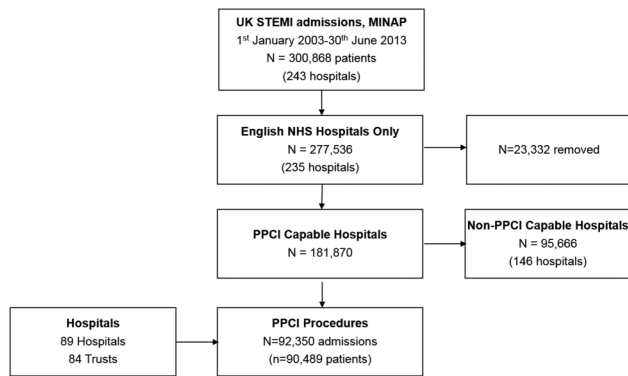 UK STEMI admissions, MINAP
1st January 2003-30th June 2013
N = 300,868 patients
(243 hospitals)
English NHS Hospitals Only
N = 277,536
(235 hospitals)
N=23,332 removed
PPCI Capable Hospitals
N = 181,870
Non-PPCI Capable Hospitals
N = 95,666
(146 hospitals)
Hospitals
89 Hospitals
84 Trusts
PPCI Procedures
N=92,350 admissions
(n=90,489 patients)